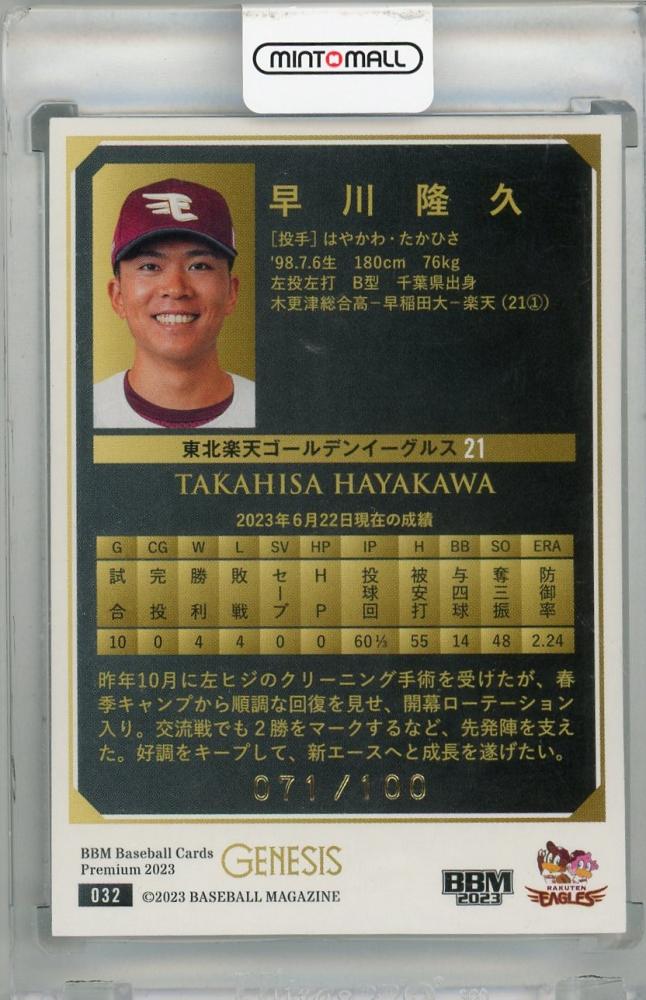 MINTOMALL
早川隆久
[投手] はやかわ・たかひさ
'98.7.6生 180cm 76kg
左投左打 B型 千葉県出身
木更津総合高－早稲田大－楽天 (21①)
東北楽天ゴールデンイーグルス 21
TAKAHISA HAYAKAWA
2023年6月22日現在の成績
G CG W L SV HP IP H BB SO ERA
試合 完投 勝利 敗戦 セーブ HP 投球回 被安打 与四球 奪三振 防御率
10 0 4 4 0 0 60⅓ 55 14 48 2.24
昨年10月に左ヒジのクリーニング手術を受けたが、春
季キャンプから順調な回復を見せ、開幕ローテーション
入り。交流戦でも2勝をマークするなど、先発陣を支え
た。好調をキープして、新エースへと成長を遂げたい。
071/100
BBM Baseball Cards
Premium 2023
GENESIS
032 ©2023 BASEBALL MAGAZINE
BBM
2023
RAKUTEN
EAGLES